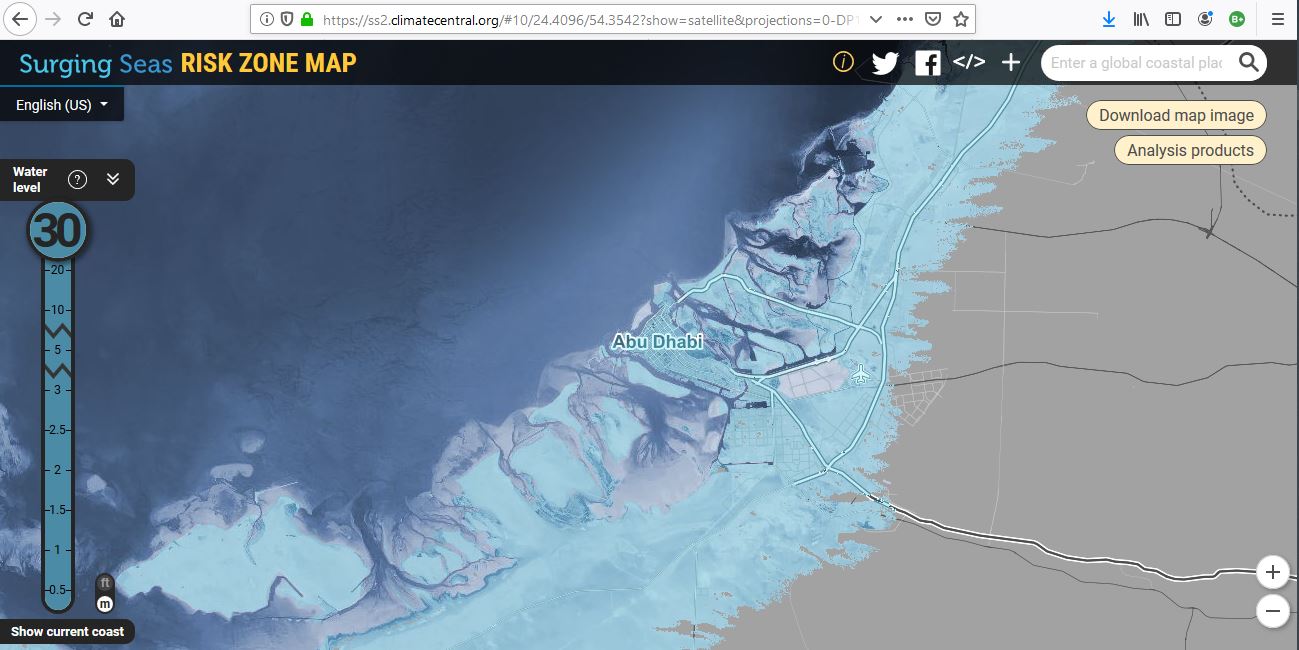 https://ss2.climatecentral.org/#10/24.4096/54.3542?show=satellite&projections=0-DP
B+
Surging Seas RISK ZONE MAP
i
</>
+
Enter a global coastal plac
English (US)
Download map image
Analysis products
Water
level
?
30
20
10
5
3
2.5
2
1.5
1
0.5
ft
m
Show current coast
Abu Dhabi
+
−